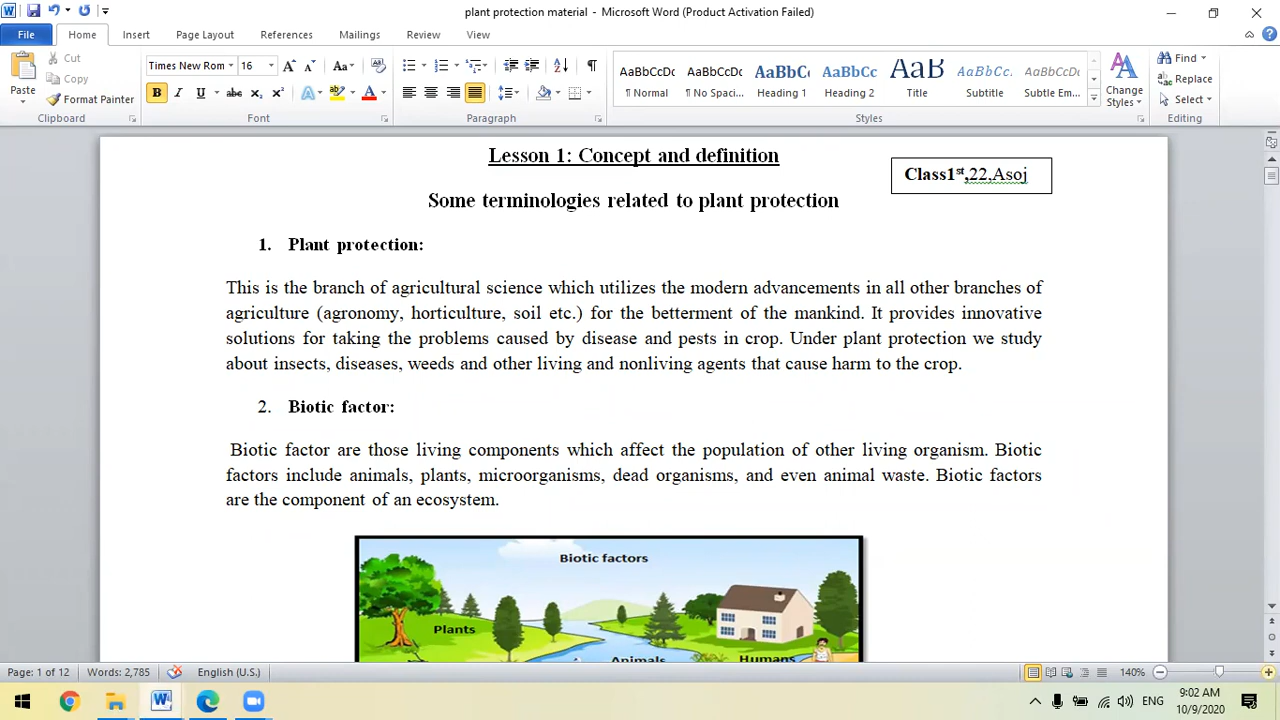 plant protection material - Microsoft Word (Product Activation Failed)
File Home Insert Page Layout References Mailings Review View
Paste
Cut
Copy
Format Painter
Clipboard
Times New Rom 16 Aa
B I U abc x₂ x² A A
Font
Paragraph
AaBbCcDc AaBbCcDc AaBbC AaBbCc AaB AaBbCc. AaBbCcDc
¶ Normal ¶ No Spaci... Heading 1 Heading 2 Title Subtitle Subtle Em...
Styles
Change Styles
Find
Replace
Select
Editing
Lesson 1: Concept and definition
Class1st,22,Asoj
Some terminologies related to plant protection
1. Plant protection:
This is the branch of agricultural science which utilizes the modern advancements in all other branches of
agriculture (agronomy, horticulture, soil etc.) for the betterment of the mankind. It provides innovative
solutions for taking the problems caused by disease and pests in crop. Under plant protection we study
about insects, diseases, weeds and other living and nonliving agents that cause harm to the crop.
2. Biotic factor:
Biotic factor are those living components which affect the population of other living organism. Biotic
factors include animals, plants, microorganisms, dead organisms, and even animal waste. Biotic factors
are the component of an ecosystem.
Biotic factors
Plants
Animals Humans
Page: 1 of 12 Words: 2,785 English (U.S.) 140%
ENG
9:02 AM
10/9/2020